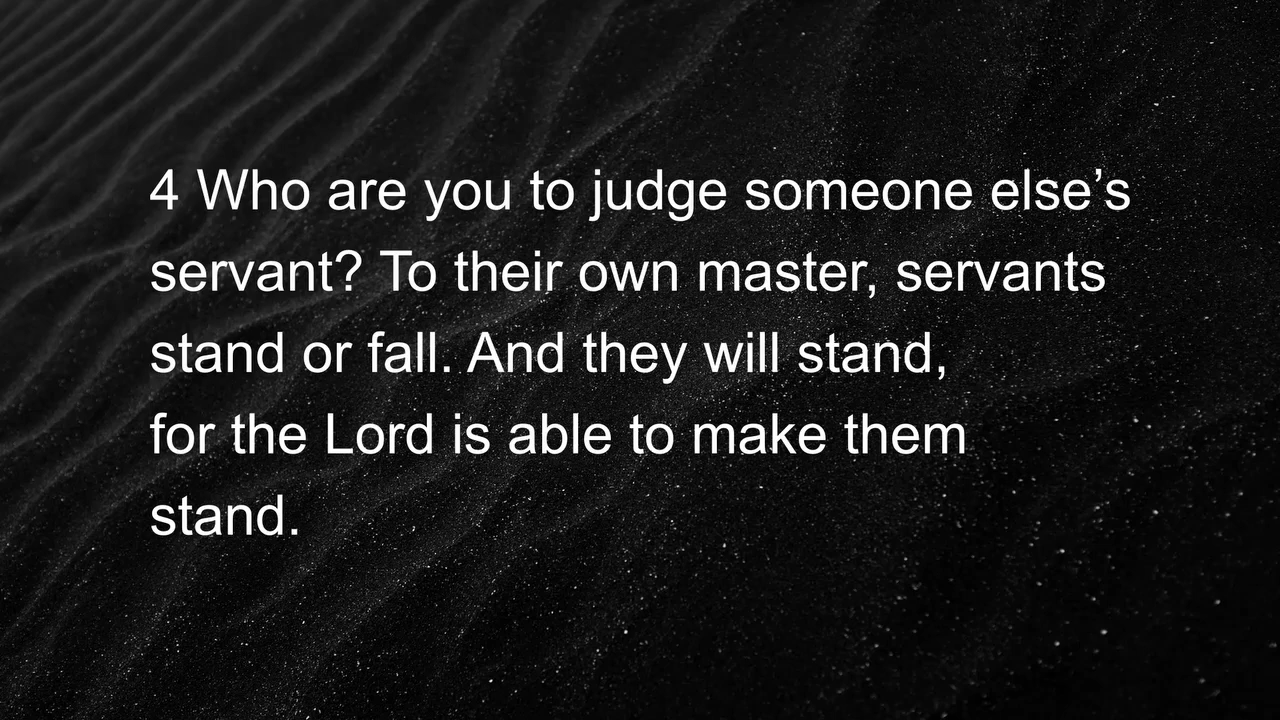 4 Who are you to judge someone else’s
servant? To their own master, servants
stand or fall. And they will stand,
for the Lord is able to make them
stand.